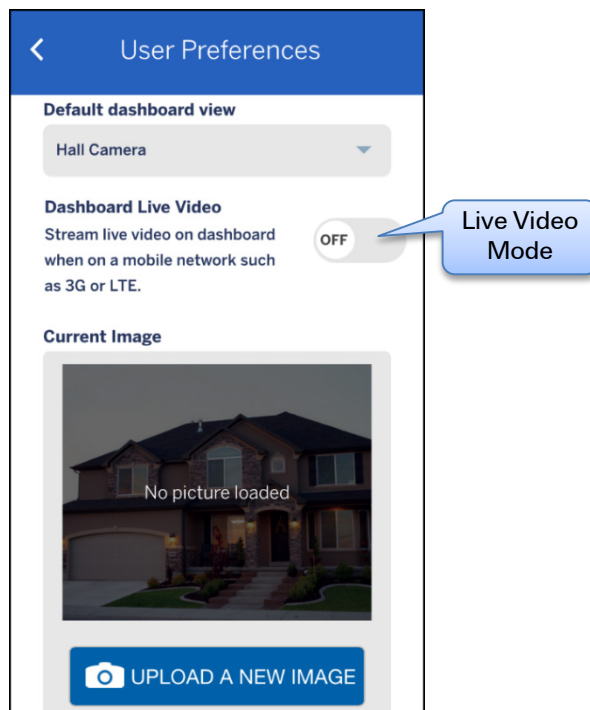 User Preferences
Default dashboard view
Hall Camera
Dashboard Live Video
Stream live video on dashboard
when on a mobile network such
as 3G or LTE.
OFF
Live Video
Mode
Current Image
No picture loaded
UPLOAD A NEW IMAGE